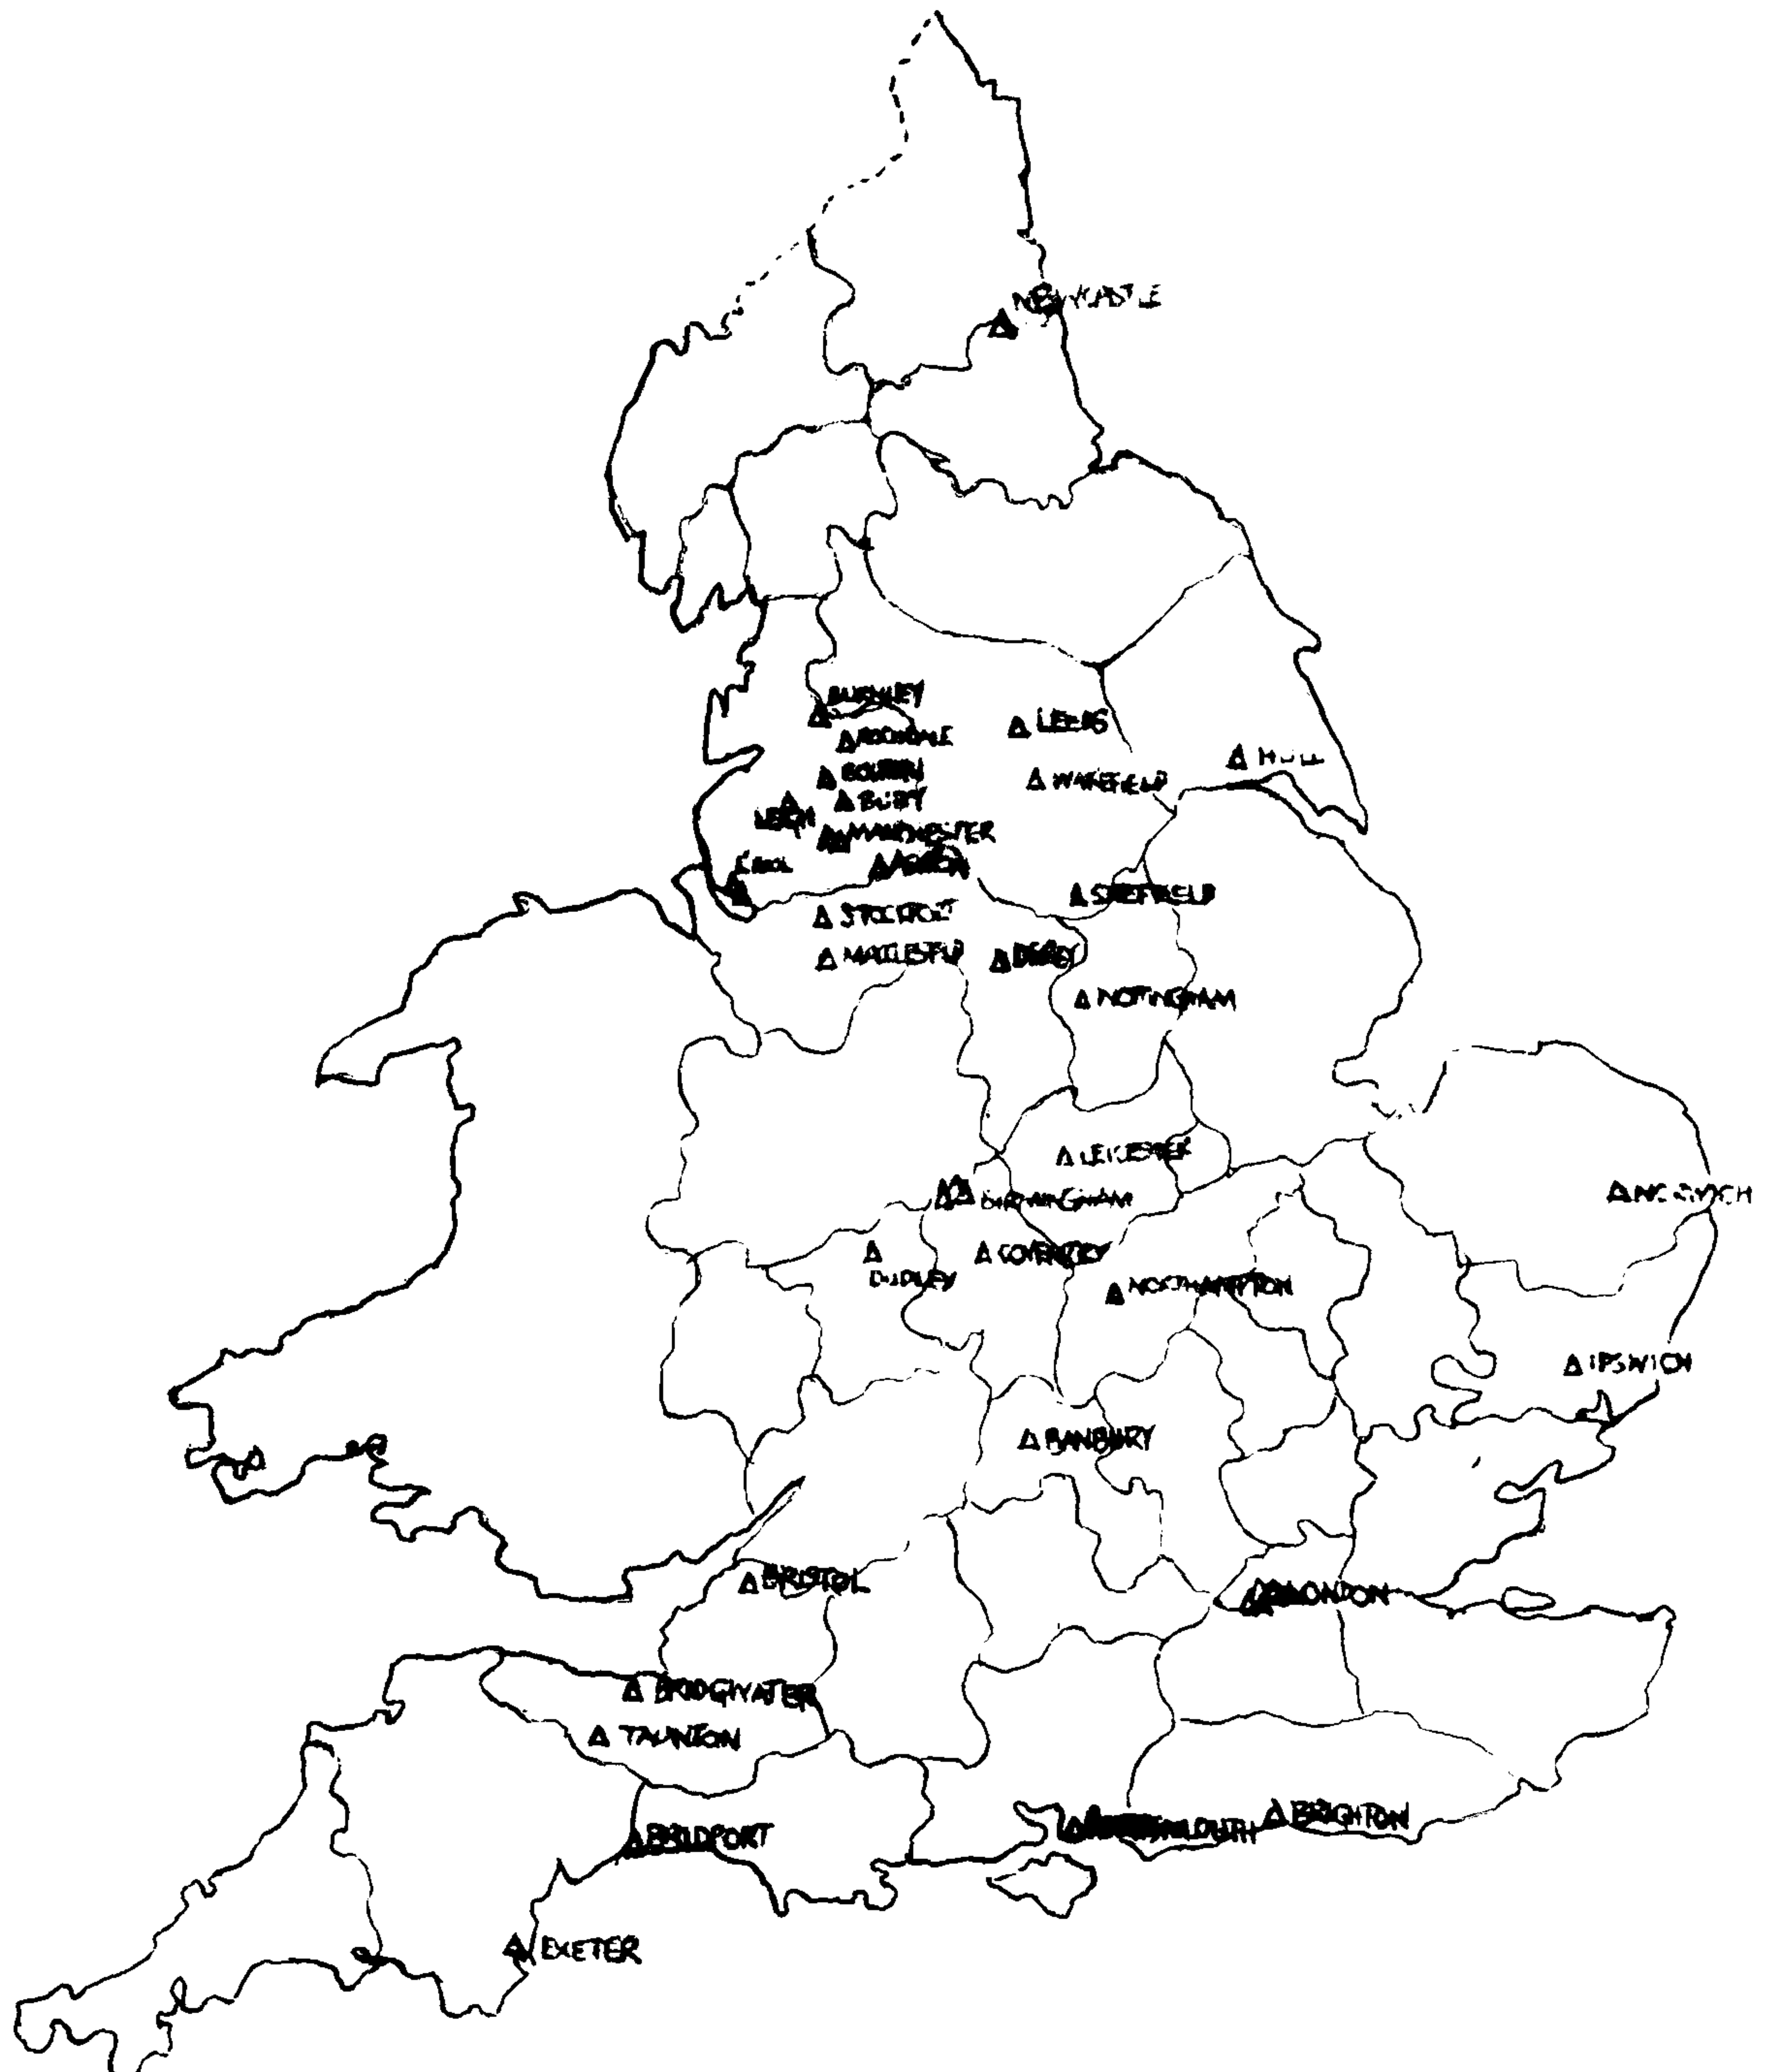 NEWCASTLE
BURNLEY
LEEDS
ROCHDALE
HULL
BOLTON
WAKEFIELD
BURY
LEIGH
MANCHESTER
SHEFFIELD
STOCKPORT
DERBY
NOTTINGHAM
LEICESTER
NORWICH
BIRMINGHAM
COVENTRY
DUDLEY
NORTHAMPTON
IPSWICH
BANBURY
BRISTOL
LONDON
BRIDGWATER
TAUNTON
BRIGHTON
BRIDPORT
EXETER